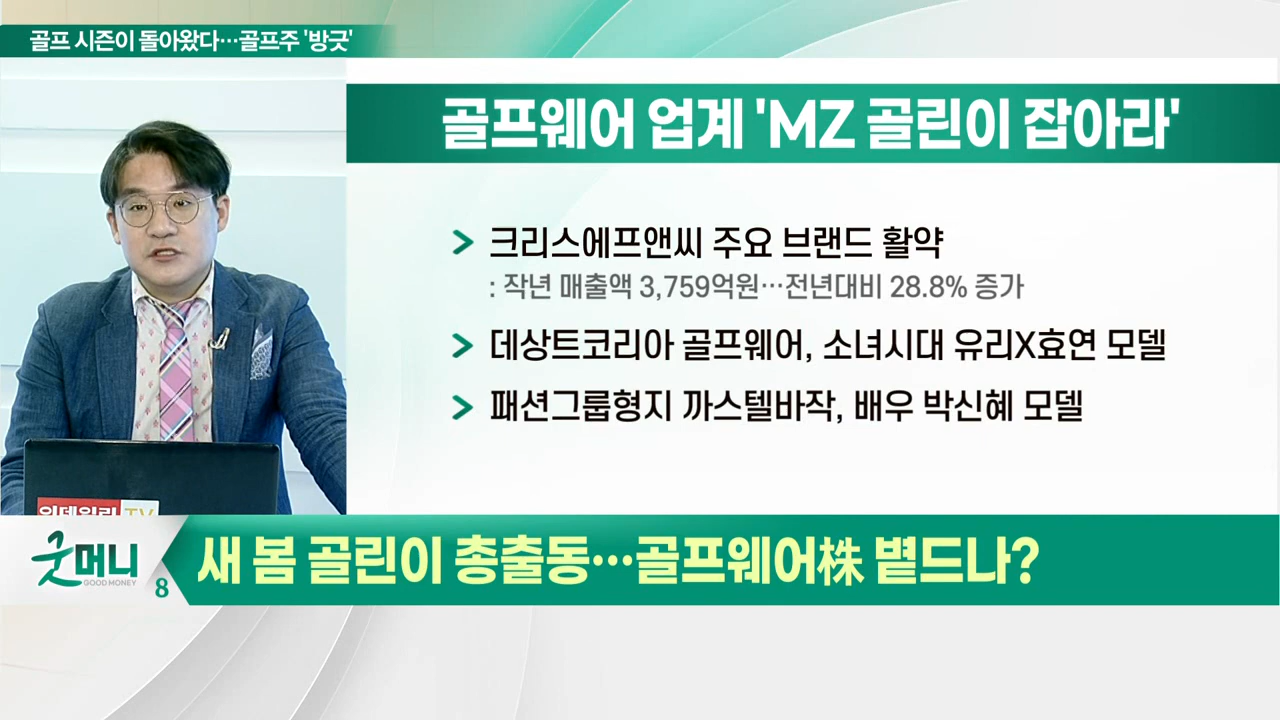 골프 시즌이 돌아왔다…골프주 '방긋'
골프웨어 업계 'MZ 골린이 잡아라'
크리스에프앤씨 주요 브랜드 활약
: 작년 매출액 3,759억원…전년대비 28.8% 증가
데상트코리아 골프웨어, 소녀시대 유리X효연 모델
패션그룹형지 까스텔바작, 배우 박신혜 모델
이데일리 TV
굿머니
GOOD MONEY
8
새 봄 골린이 총출동…골프웨어株 볕드나?